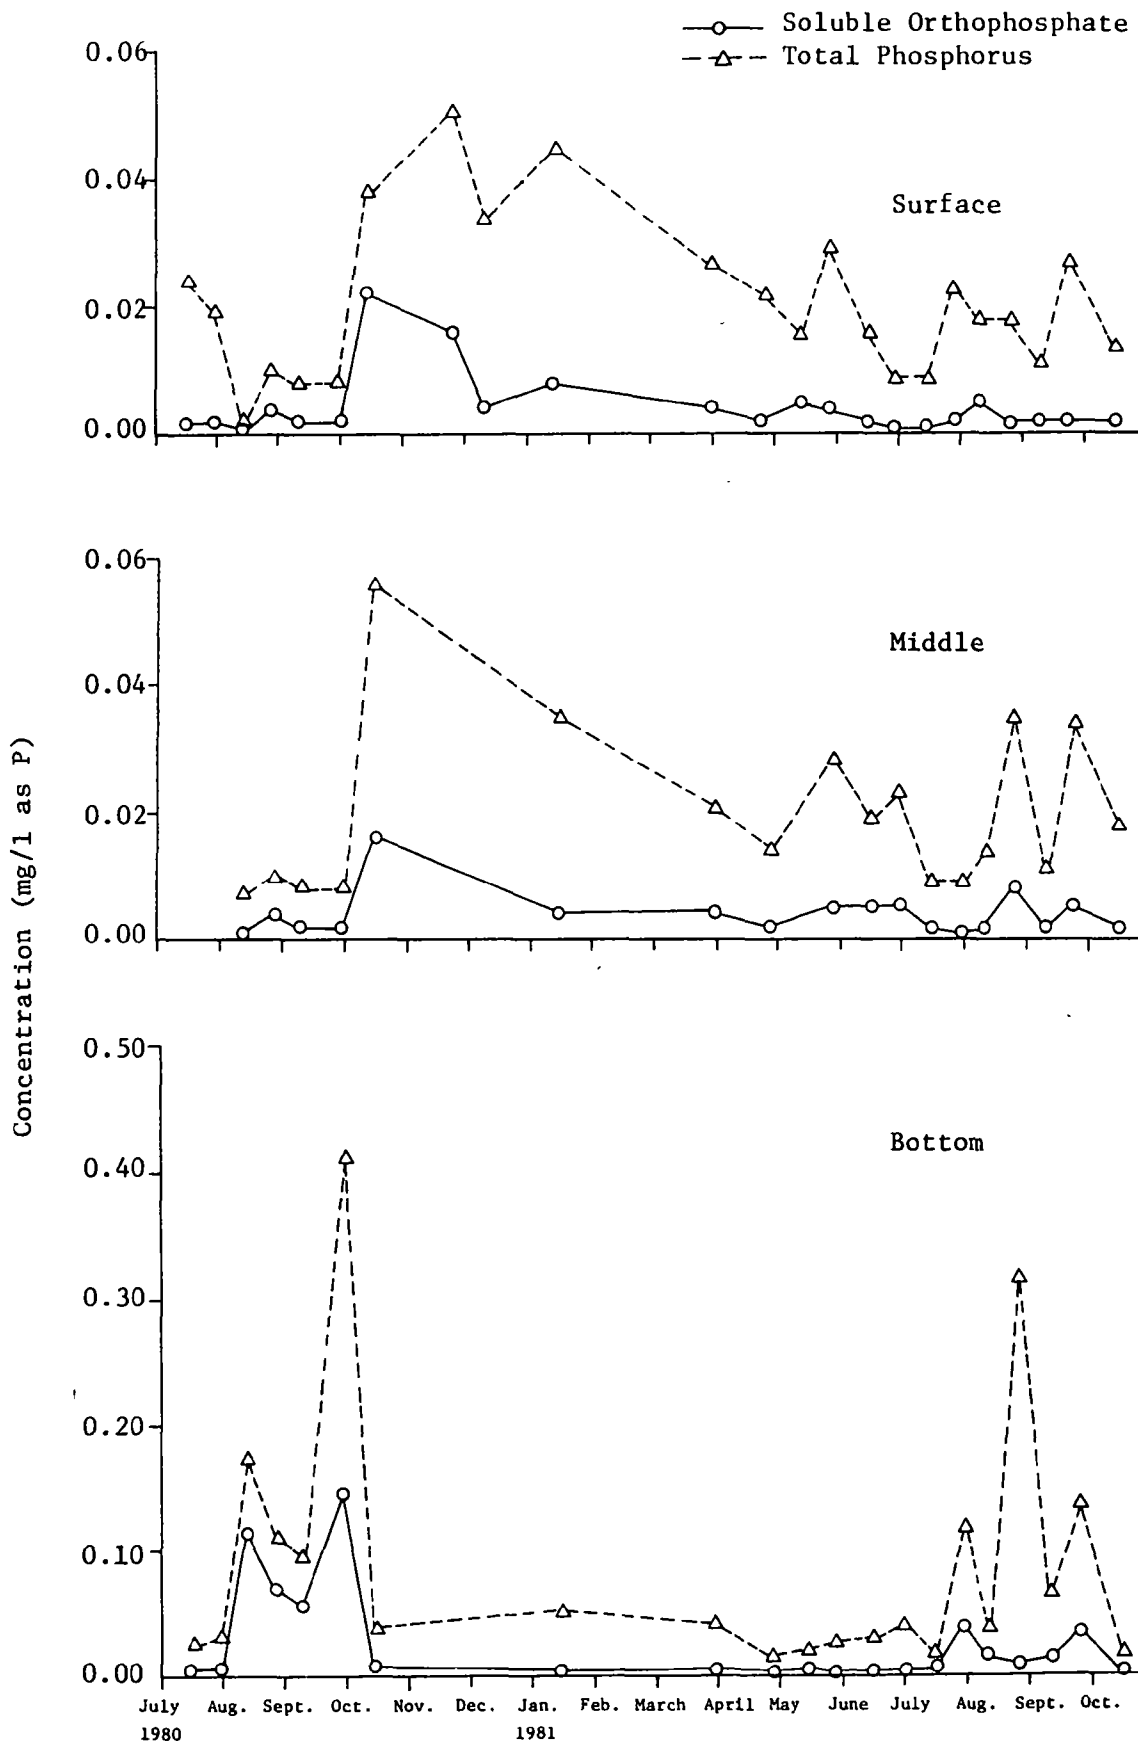 Soluble Orthophosphate
Total Phosphorus
0.06
0.04
0.02
0.00
Surface
0.06
0.04
0.02
0.00
Middle
Concentration (mg/l as P)
0.50
0.40
0.30
0.20
0.10
0.00
Bottom
July Aug. Sept. Oct. Nov. Dec. Jan. Feb. March April May June July Aug. Sept. Oct.
1980 1981